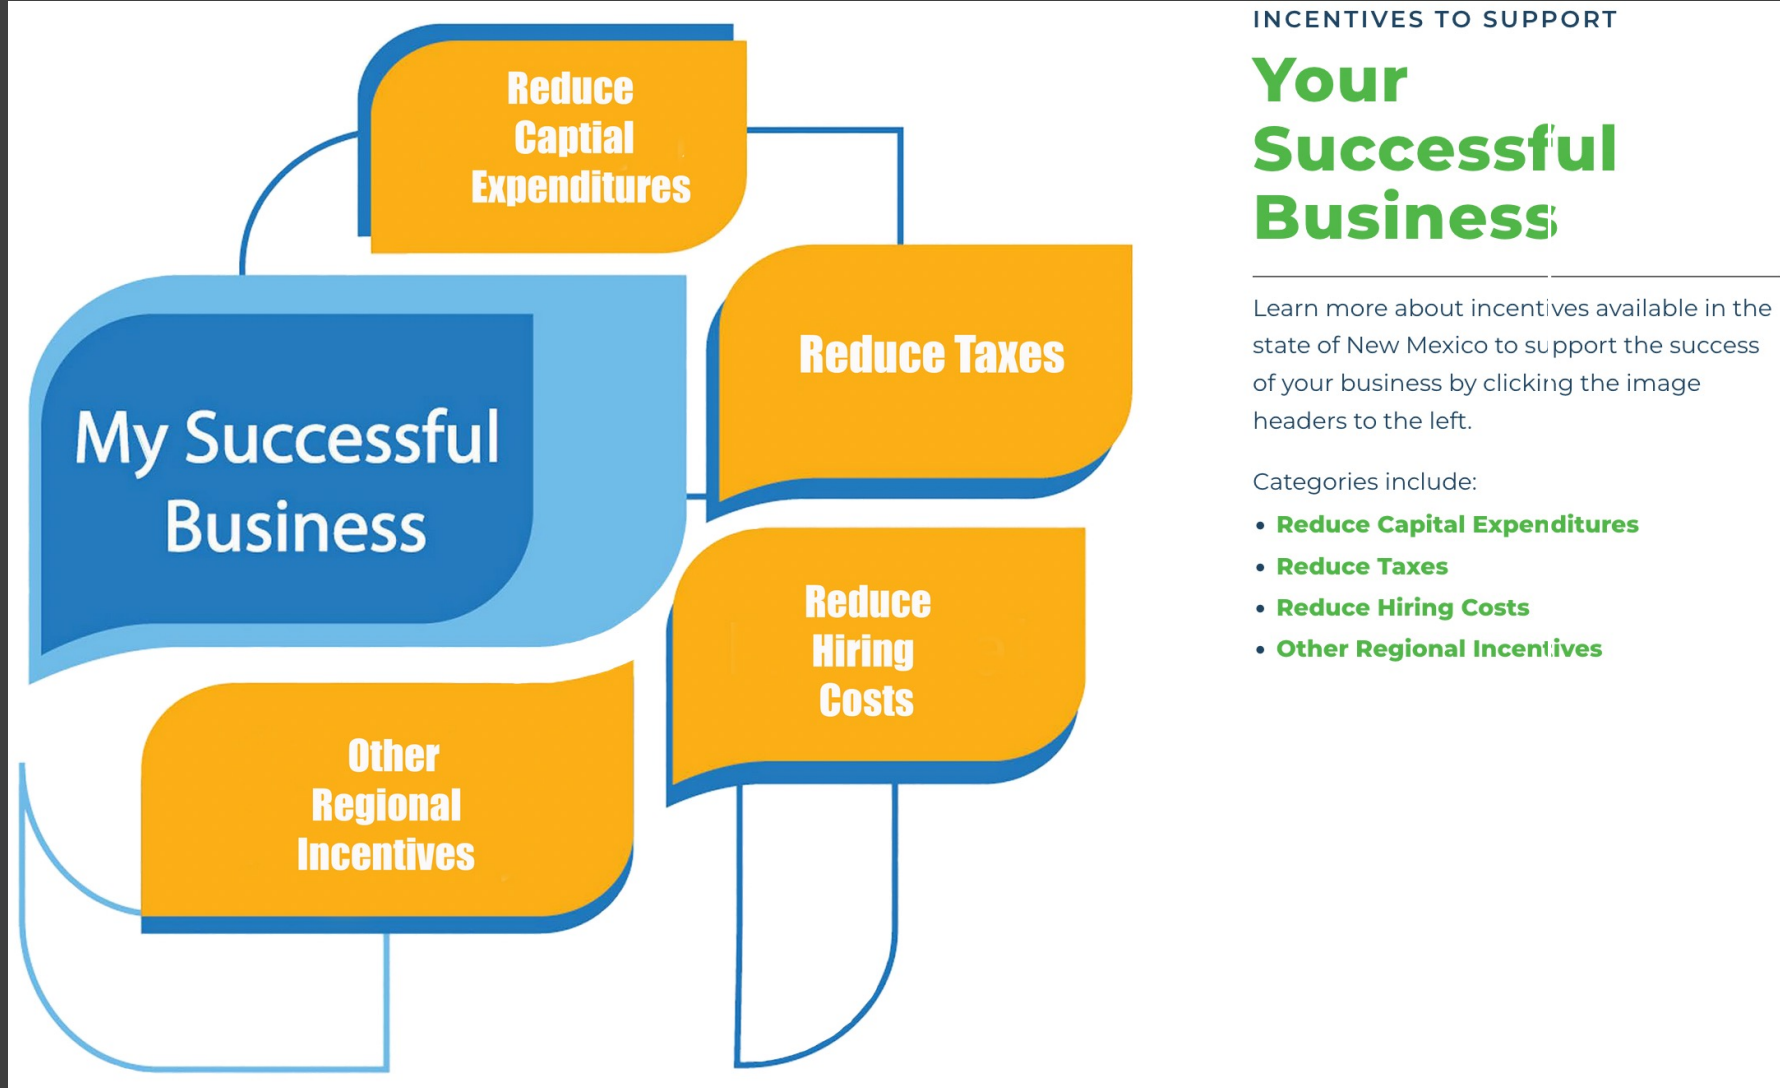 Reduce
Captial
Expenditures
Reduce Taxes
My Successful
Business
Reduce
Hiring
Costs
Other
Regional
Incentives
INCENTIVES TO SUPPORT
Your
Successful
Business
Learn more about incentives available in the
state of New Mexico to support the success
of your business by clicking the image
headers to the left.
Categories include:
• Reduce Capital Expenditures
• Reduce Taxes
• Reduce Hiring Costs
• Other Regional Incentives